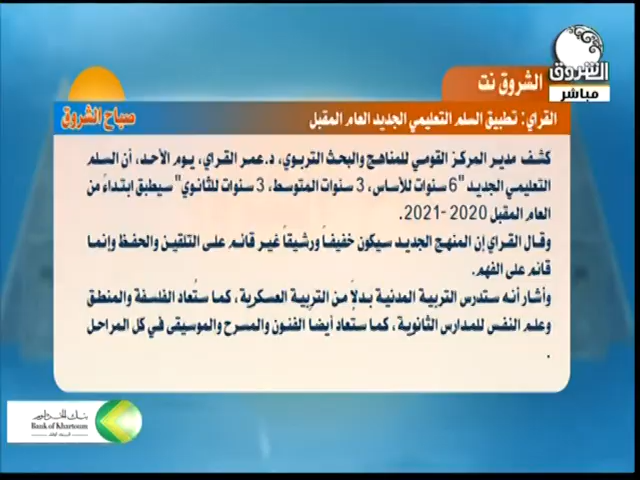 الشروق
مباشر
الشروق نت
صباح الشروق
القراي: تطبيق السلم التعليمي الجديد العام المقبل
كشف مدير المركز القومي للمناهج والبحث التربوي، د.عمر القراي، يوم الأحد، أن السلم
التعليمي الجديد "6 سنوات للأساس، 3 سنوات المتوسط، 3 سنوات للثانوي" سيطبق ابتداءً من
العام المقبل 2020 -2021.
وقال القراي إن المنهج الجديد سيكون خفيفاً ورشيقاً غير قائم على التلقين والحفظ وإنما
قائم على الفهم.
وأشار أنه ستدرس التربية المدنية بدلاً من التربية العسكرية، كما ستُعاد الفلسفة والمنطق
وعلم النفس للمدارس الثانوية، كما ستعاد أيضا الفنون والمسرح والموسيقى في كل المراحل
.
بنك الخرطوم
Bank of Khartoum